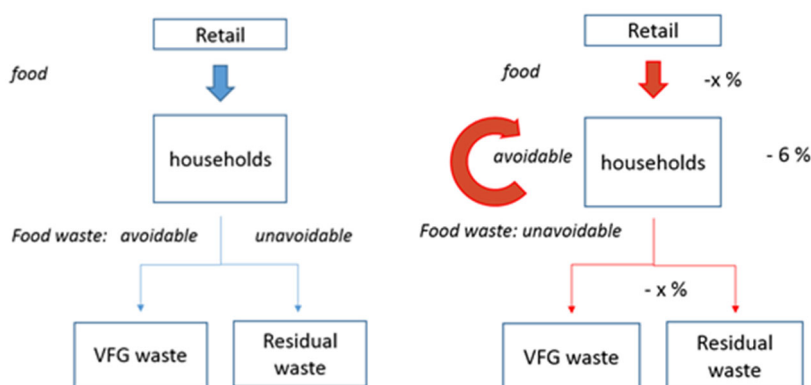 Retail
food
households
Food waste: avoidable unavoidable
VFG waste
Residual
waste
Retail
food
-x %
avoidable
households
- 6 %
Food waste: unavoidable
- x %
VFG waste
Residual
waste